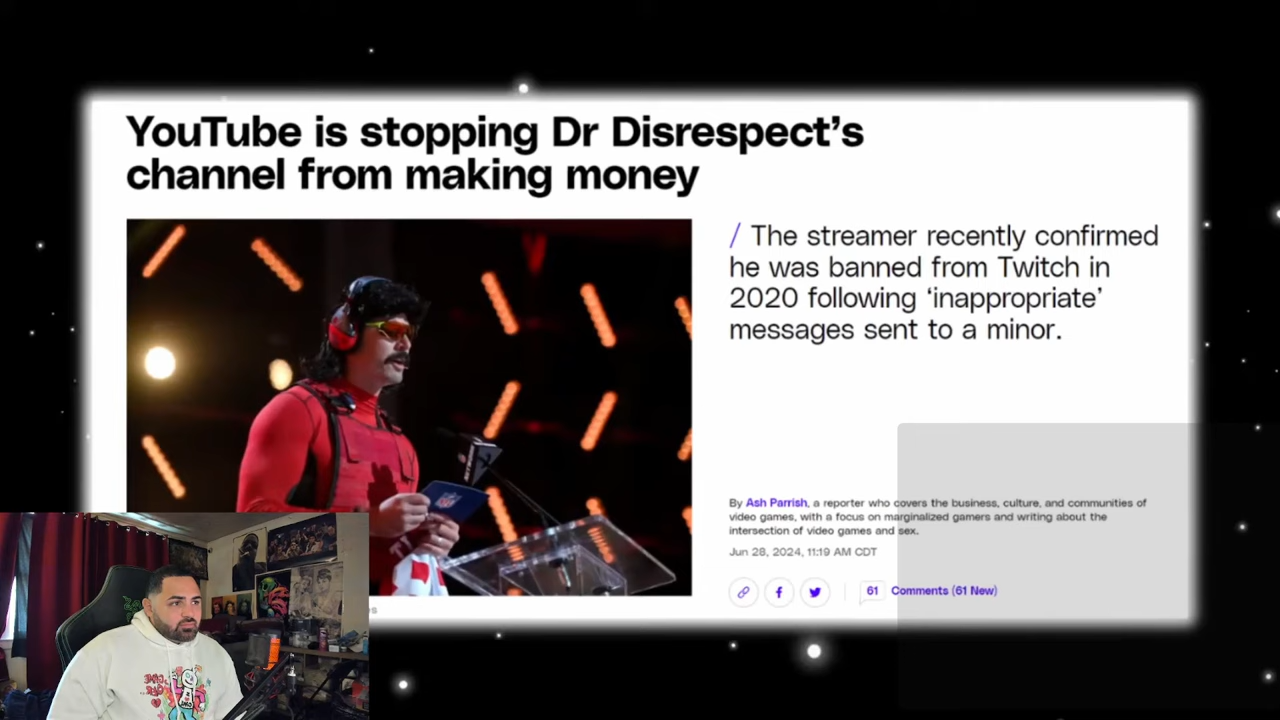 YouTube is stopping Dr Disrespect's
channel from making money
/ The streamer recently confirmed
he was banned from Twitch in
2020 following ‘inappropriate’
messages sent to a minor.
By Ash Parrish, a reporter who covers the business, culture, and communities of
video games, with a focus on marginalized gamers and writing about the
intersection of video games and sex.
Jun 28, 2024, 11:19 AM CDT
61 Comments (61 New)